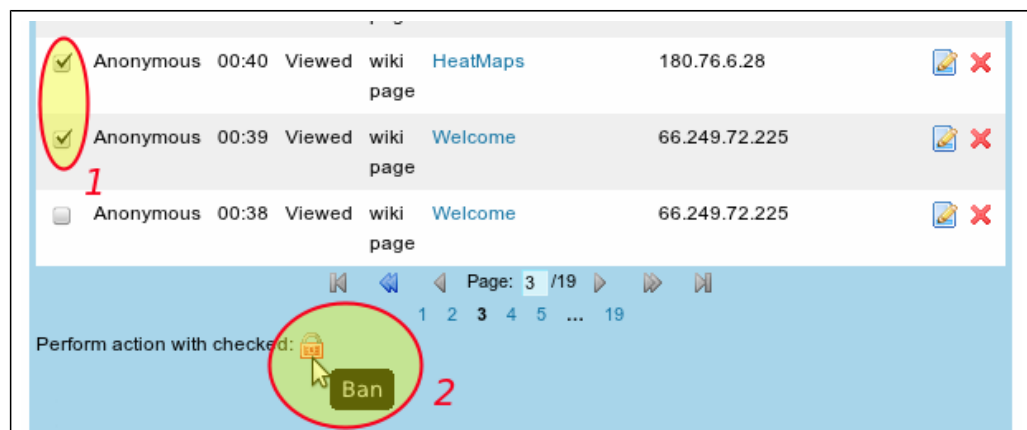 Anonymous 00:40 Viewed wiki HeatMaps 180.76.6.28
page
Anonymous 00:39 Viewed wiki Welcome 66.249.72.225
page
1
Anonymous 00:38 Viewed wiki Welcome 66.249.72.225
page
Page: 3 /19
1 2 3 4 5 ... 19
Perform action with checked:
Ban
2